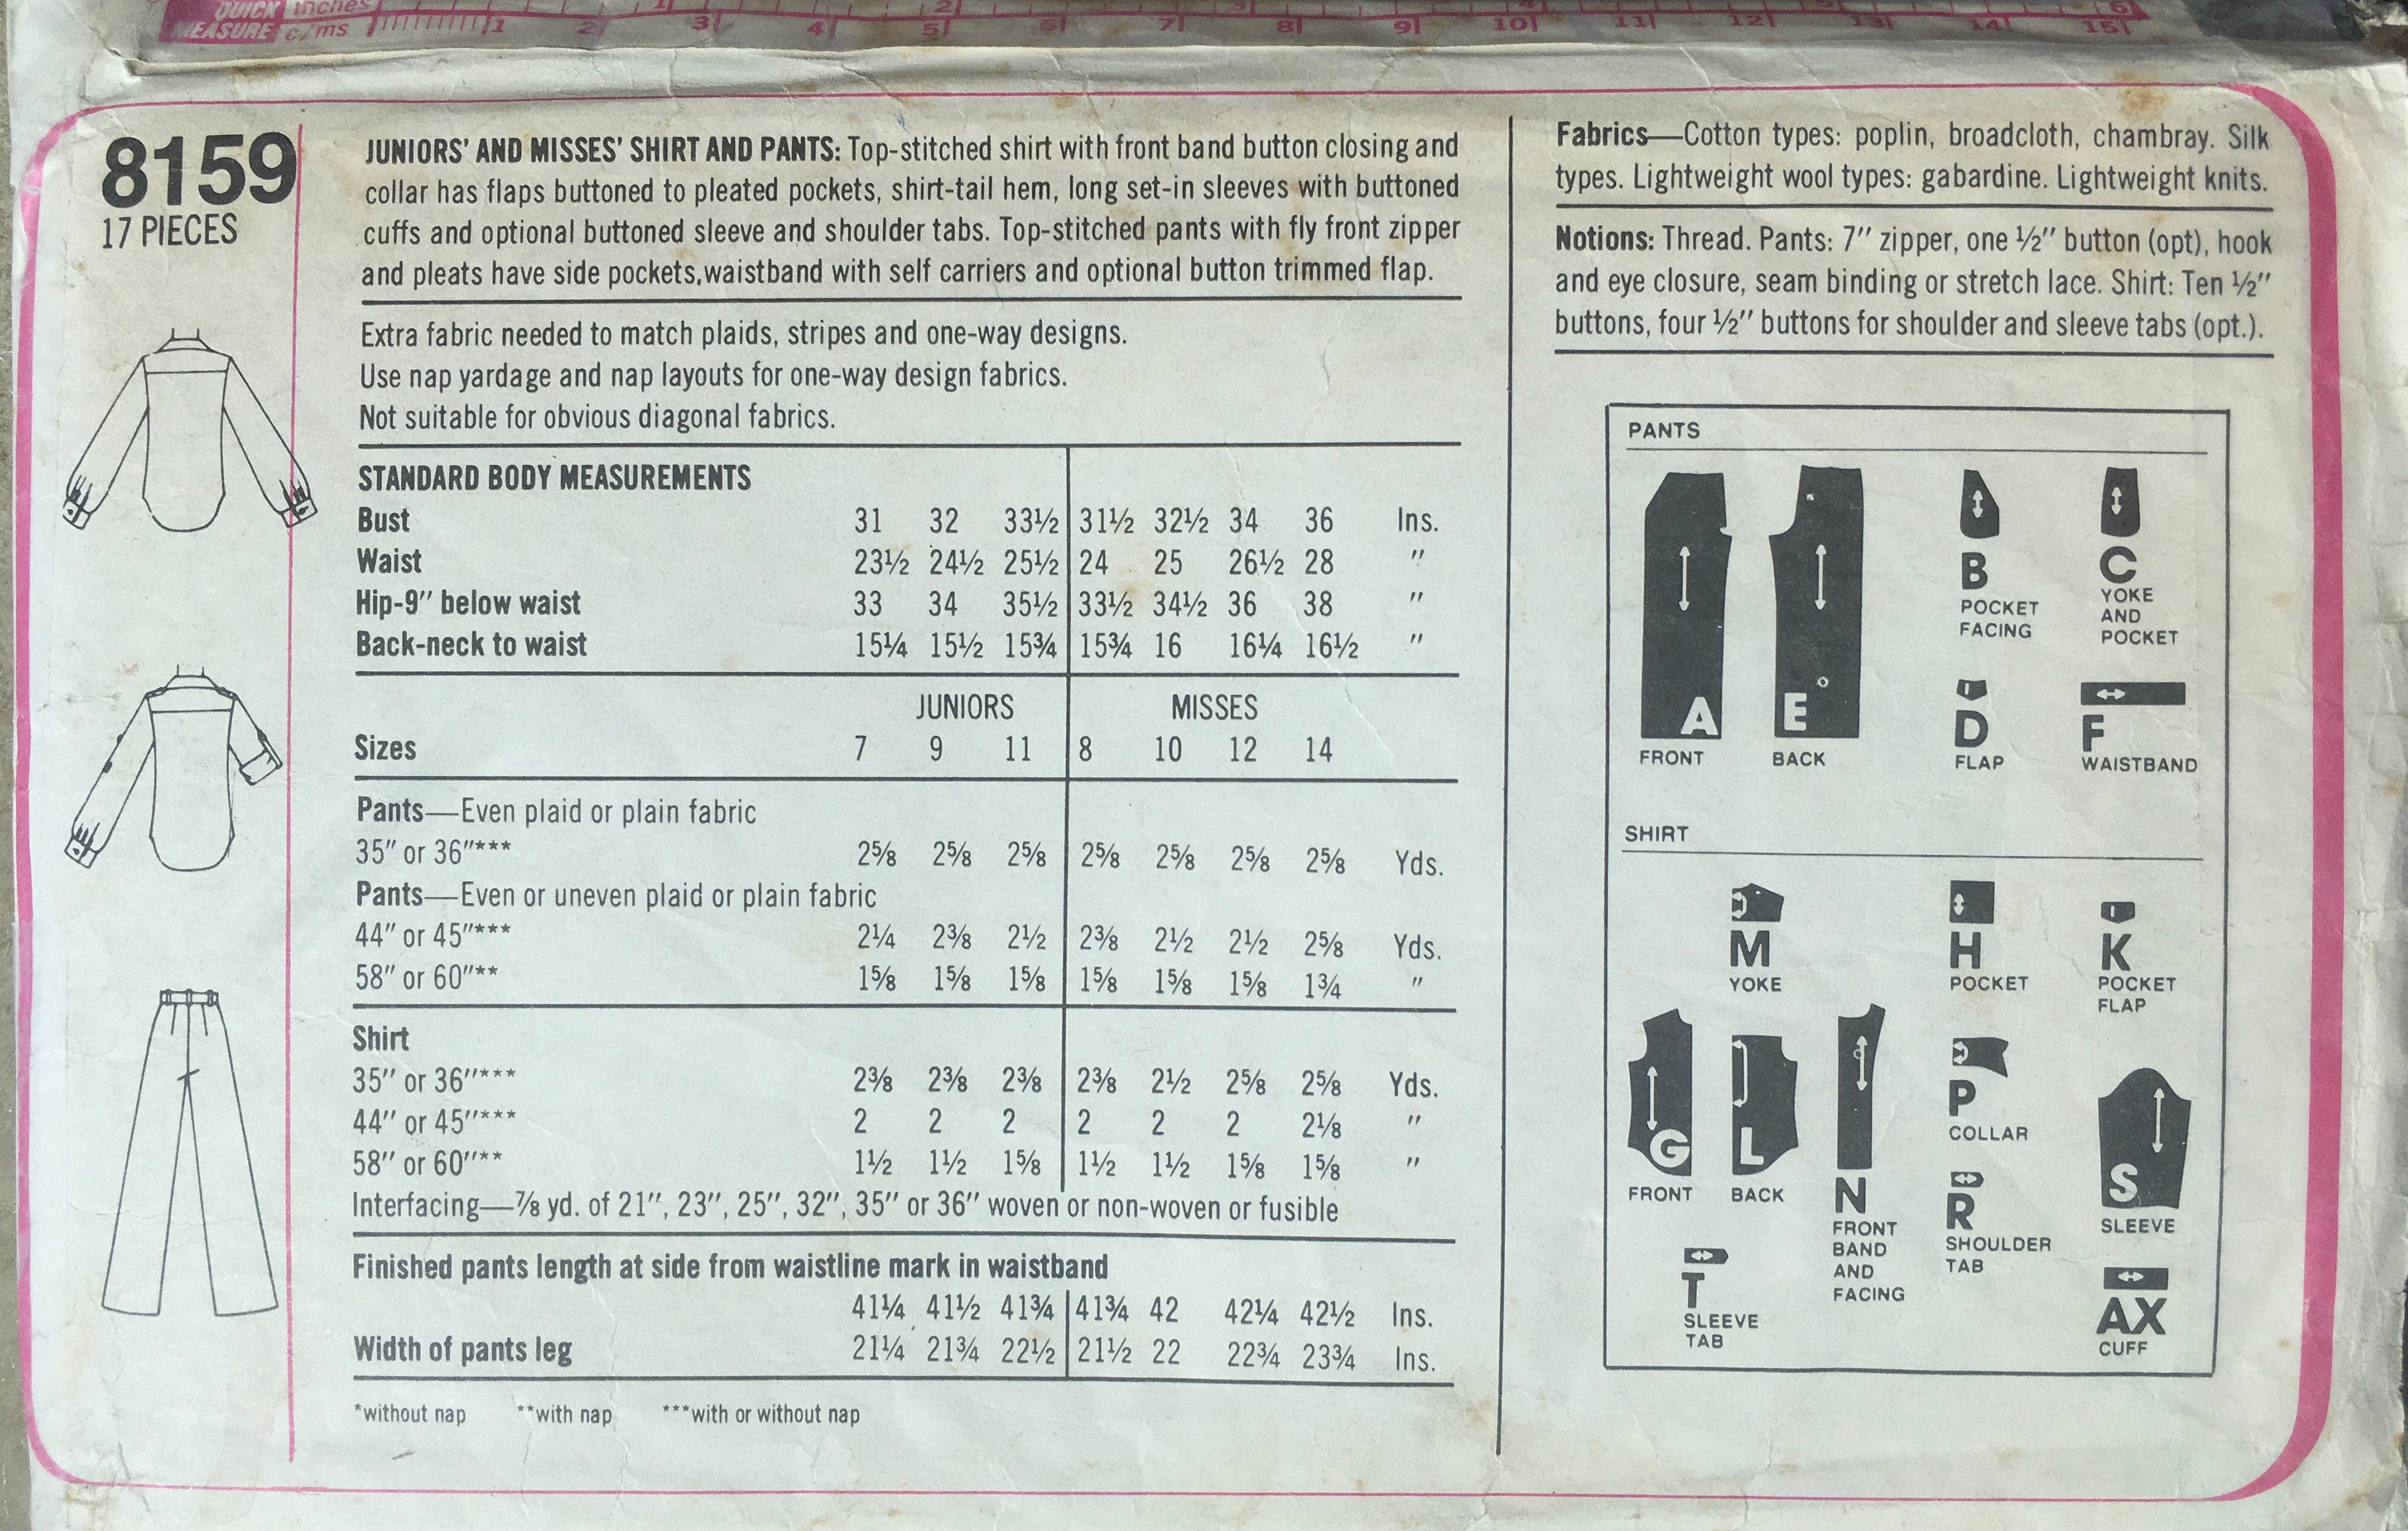 QUICK inches
MEASURE c/ms 1 2 3 4 5 6 7 8 9 10 11 12 13 14 15
8159
17 PIECES
JUNIORS' AND MISSES' SHIRT AND PANTS: Top-stitched shirt with front band button closing and
collar has flaps buttoned to pleated pockets, shirt-tail hem, long set-in sleeves with buttoned
cuffs and optional buttoned sleeve and shoulder tabs. Top-stitched pants with fly front zipper
and pleats have side pockets, waistband with self carriers and optional button trimmed flap.
Extra fabric needed to match plaids, stripes and one-way designs.
Use nap yardage and nap layouts for one-way design fabrics.
Not suitable for obvious diagonal fabrics.
STANDARD BODY MEASUREMENTS
Bust 31 32 33½ 31½ 32½ 34 36 Ins.
Waist 23½ 24½ 25½ 24 25 26½ 28 "
Hip-9" below waist 33 34 35½ 33½ 34½ 36 38 "
Back-neck to waist 15¼ 15½ 15¾ 15¾ 16 16¼ 16½ "
JUNIORS MISSES
Sizes 7 9 11 8 10 12 14
Pants—Even plaid or plain fabric
35" or 36"*** 2⅝ 2⅝ 2⅝ 2⅝ 2⅝ 2⅝ 2⅝ Yds.
Pants—Even or uneven plaid or plain fabric
44" or 45"*** 2¼ 2⅜ 2½ 2⅜ 2½ 2½ 2⅝ Yds.
58" or 60"** 1⅝ 1⅝ 1⅝ 1⅝ 1⅝ 1⅝ 1¾ "
Shirt
35" or 36"*** 2⅜ 2⅜ 2⅜ 2⅜ 2½ 2⅝ 2⅝ Yds.
44" or 45"*** 2 2 2 2 2 2 2⅛ "
58" or 60"** 1½ 1½ 1⅝ 1½ 1½ 1⅝ 1⅝ "
Interfacing—⅞ yd. of 21", 23", 25", 32", 35" or 36" woven or non-woven or fusible
Finished pants length at side from waistline mark in waistband
41¼ 41½ 41¾ 41¾ 42 42¼ 42½ Ins.
Width of pants leg 21¼ 21¾ 22½ 21½ 22 22¾ 23¾ Ins.
*without nap **with nap ***with or without nap
Fabrics—Cotton types: poplin, broadcloth, chambray. Silk
types. Lightweight wool types: gabardine. Lightweight knits.
Notions: Thread. Pants: 7" zipper, one ½" button (opt), hook
and eye closure, seam binding or stretch lace. Shirt: Ten ½"
buttons, four ½" buttons for shoulder and sleeve tabs (opt.).
PANTS
A
FRONT
E
BACK
B
POCKET
FACING
C
YOKE
AND
POCKET
D
FLAP
F
WAISTBAND
SHIRT
M
YOKE
H
POCKET
K
POCKET
FLAP
G
FRONT
L
BACK
N
FRONT
BAND
AND
FACING
P
COLLAR
R
SHOULDER
TAB
S
SLEEVE
T
SLEEVE
TAB
AX
CUFF